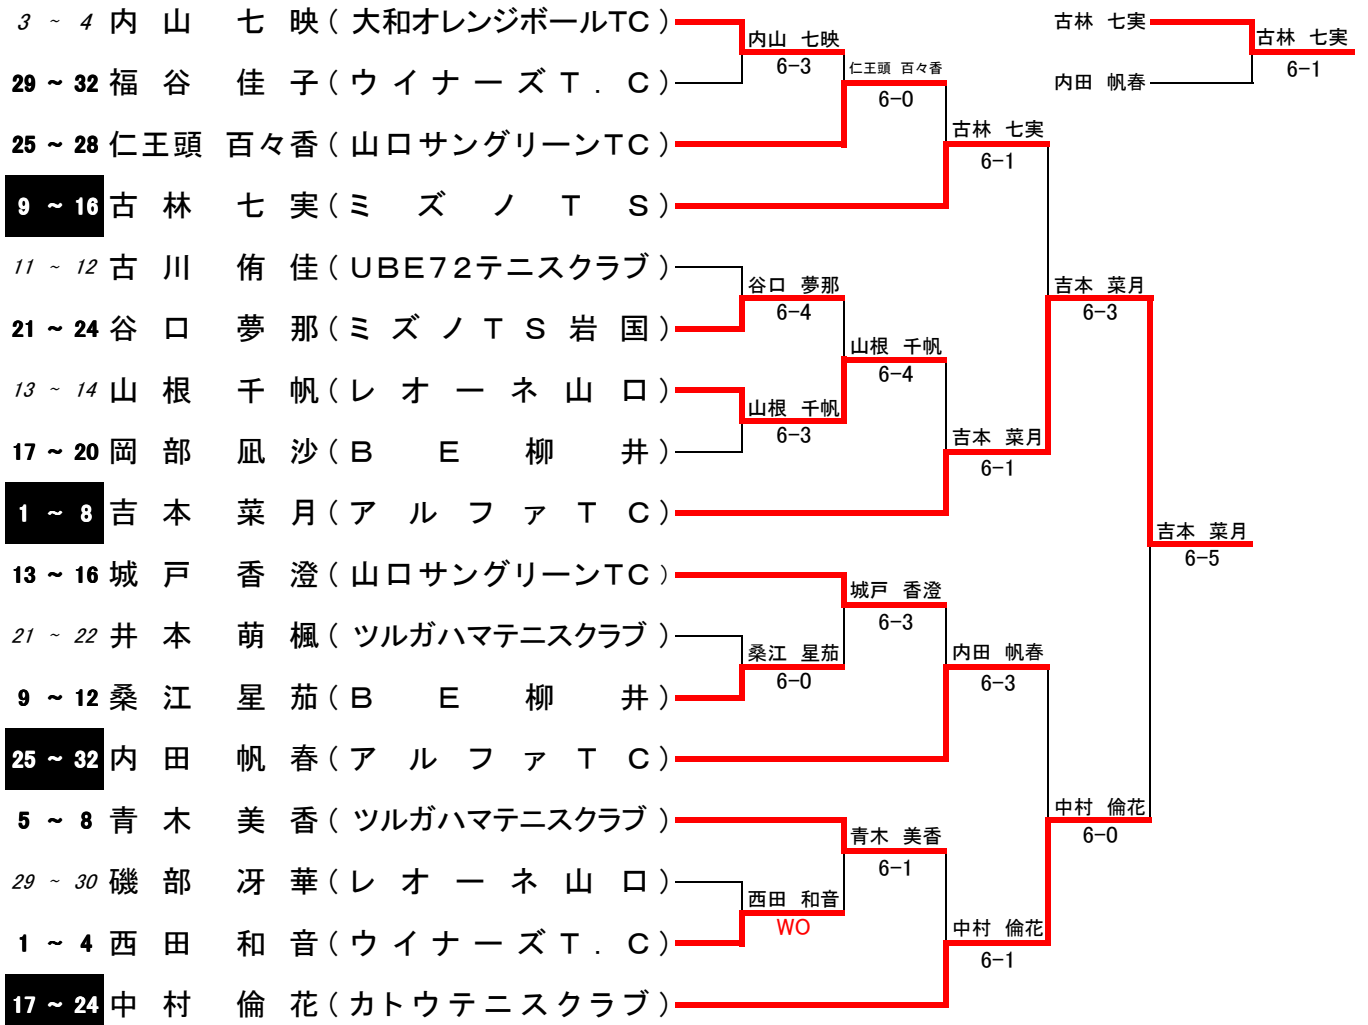 3 ~ 4 内山 七映(大和オレンジボールTC)
29 ~ 32 福谷 佳子(ウイナーズT.C)
25 ~ 28 仁王頭 百々香(山口サングリーンTC)
9 ~ 16 古林 七実(ミズノTS)
11 ~ 12 古川 侑佳(UBE72テニスクラブ)
21 ~ 24 谷口 夢那(ミズノTS岩国)
13 ~ 14 山根 千帆(レオーネ山口)
17 ~ 20 岡部 凪沙(BE柳井)
1 ~ 8 吉本 菜月(アルファTC)
13 ~ 16 城戸 香澄(山口サングリーンTC)
21 ~ 22 井本 萌楓(ツルガハマテニスクラブ)
9 ~ 12 桑江 星茄(BE柳井)
25 ~ 32 内田 帆春(アルファTC)
5 ~ 8 青木 美香(ツルガハマテニスクラブ)
29 ~ 30 磯部 冴華(レオーネ山口)
1 ~ 4 西田 和音(ウイナーズT.C)
17 ~ 24 中村 倫花(カトウテニスクラブ)
内山 七映
6-3
谷口 夢那
6-4
山根 千帆
6-3
桑江 星茄
6-0
西田 和音
WO
仁王頭 百々香
6-0
山根 千帆
6-4
城戸 香澄
6-3
青木 美香
6-1
古林 七実
6-1
吉本 菜月
6-1
内田 帆春
6-3
中村 倫花
6-1
吉本 菜月
6-3
中村 倫花
6-0
吉本 菜月
6-5
古林 七実
内田 帆春
古林 七実
6-1